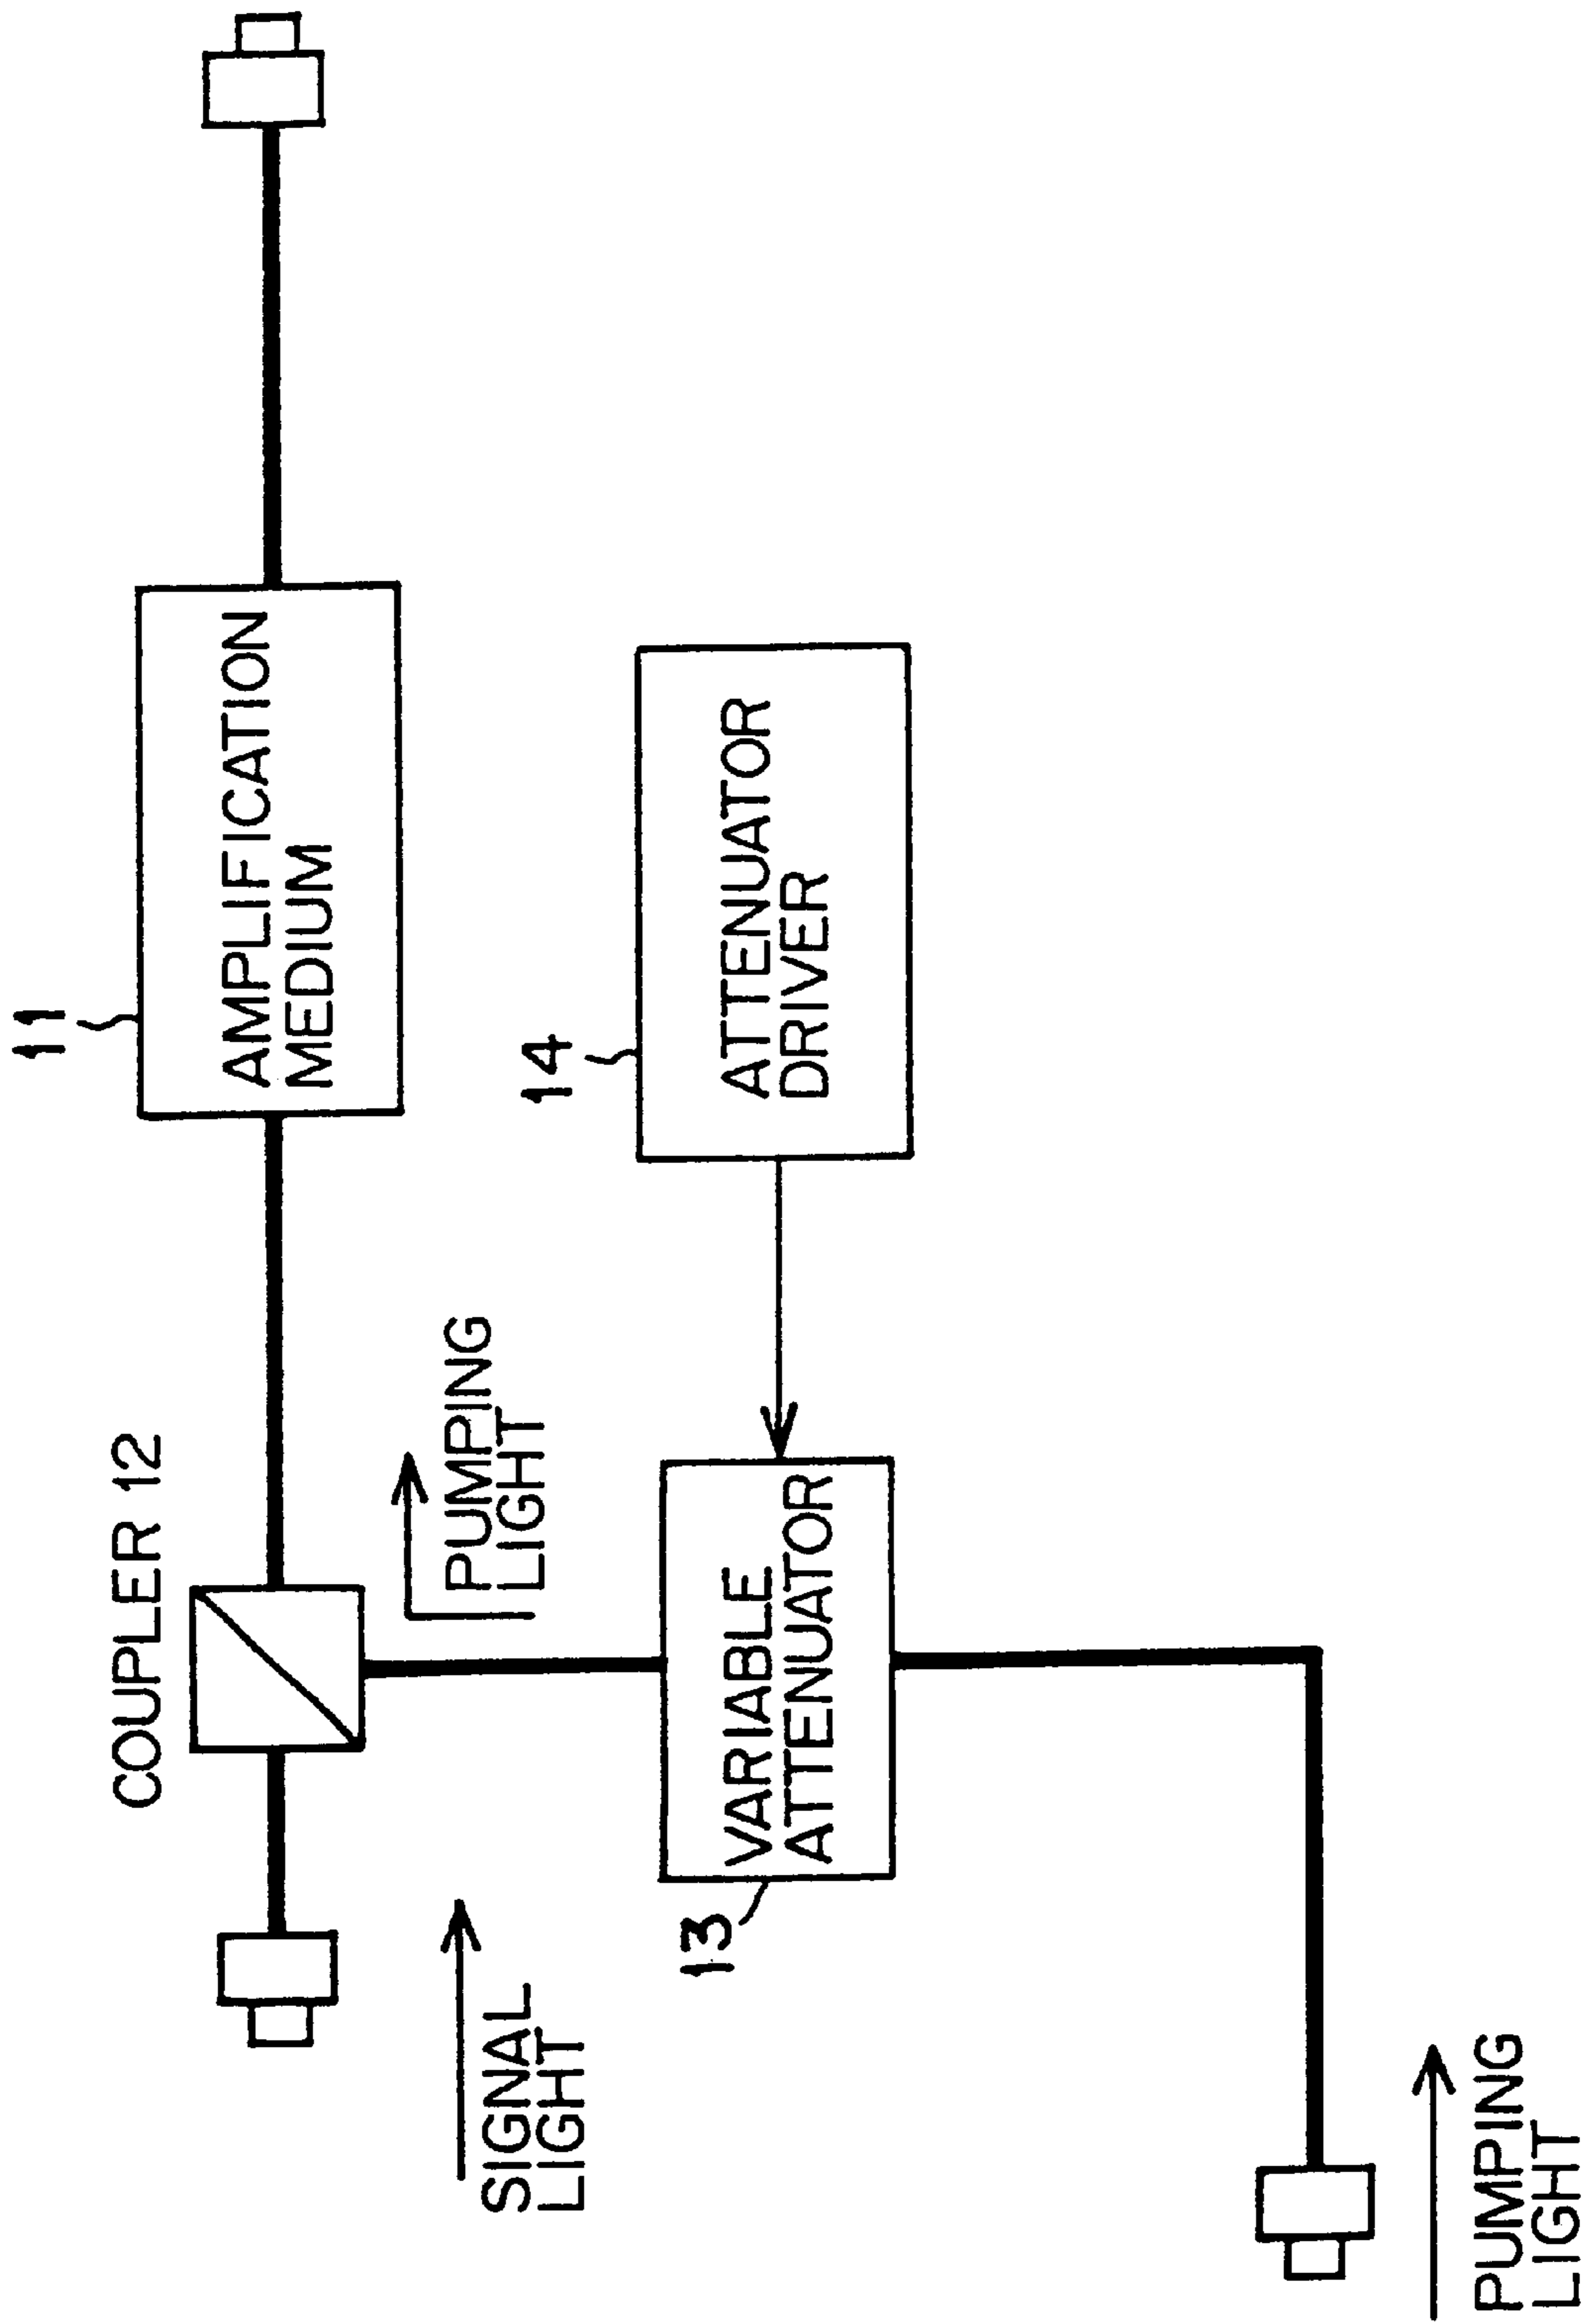 COUPLER 12
11
AMPLIFICATION
MEDIUM
SIGNAL
LIGHT
PUMPING
LIGHT
14
13
VARIABLE
ATTENUATOR
ATTENUATOR
DRIVER
PUMPING
LIGHT